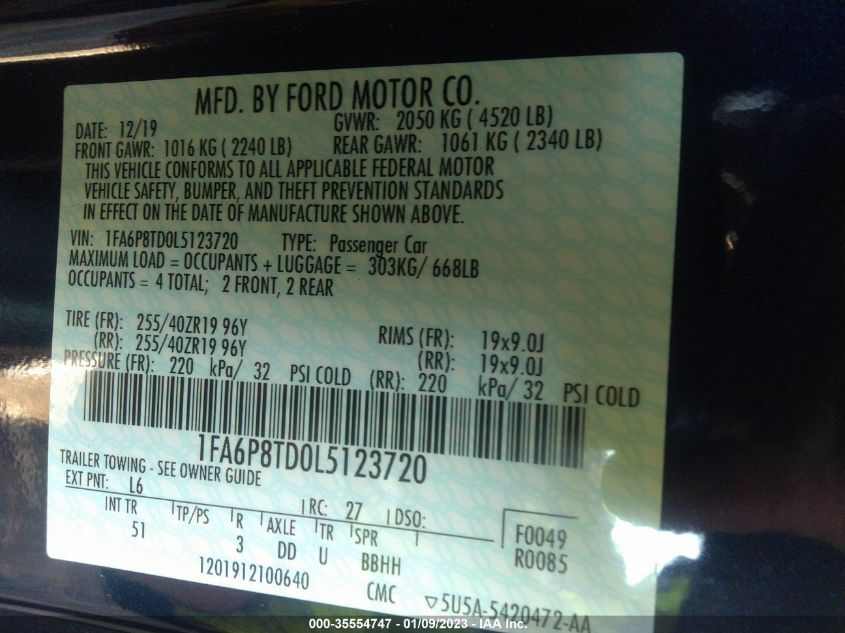 MFD. BY FORD MOTOR CO.
DATE: 12/19 GVWR: 2050 KG ( 4520 LB)
FRONT GAWR: 1016 KG ( 2240 LB) REAR GAWR: 1061 KG ( 2340 LB)
THIS VEHICLE CONFORMS TO ALL APPLICABLE FEDERAL MOTOR
VEHICLE SAFETY, BUMPER, AND THEFT PREVENTION STANDARDS
IN EFFECT ON THE DATE OF MANUFACTURE SHOWN ABOVE.
VIN: 1FA6P8TD0L5123720 TYPE: Passenger Car
MAXIMUM LOAD = OCCUPANTS + LUGGAGE = 303KG/ 668LB
OCCUPANTS = 4 TOTAL; 2 FRONT, 2 REAR
TIRE (FR): 255/40ZR19 96Y RIMS (FR): 19x9.0J
(RR): 255/40ZR19 96Y (RR): 19x9.0J
PRESSURE (FR): 220 kPa/ 32 PSI COLD (RR): 220 kPa/ 32 PSI COLD
1FA6P8TD0L5123720
TRAILER TOWING - SEE OWNER GUIDE
EXT PNT: L6 RC: 27 DSO:
INT TR TP/PS R AXLE TR SPR F0049
51 3 DD U BBHH R0085
1201912100640 CMC ▽5U5A-5420472-AA
000-35554747 - 01/09/2023 - IAA Inc.